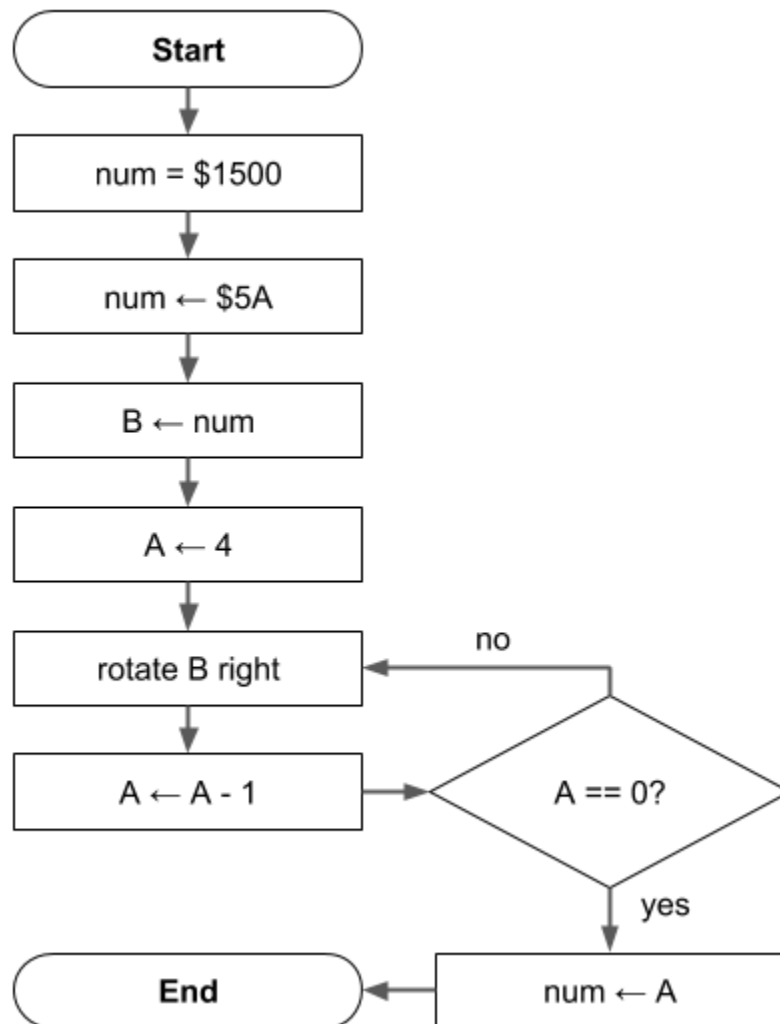 Start
num = $1500
num ← $5A
B ← num
A ← 4
rotate B right
no
A ← A - 1
A == 0?
yes
num ← A
End